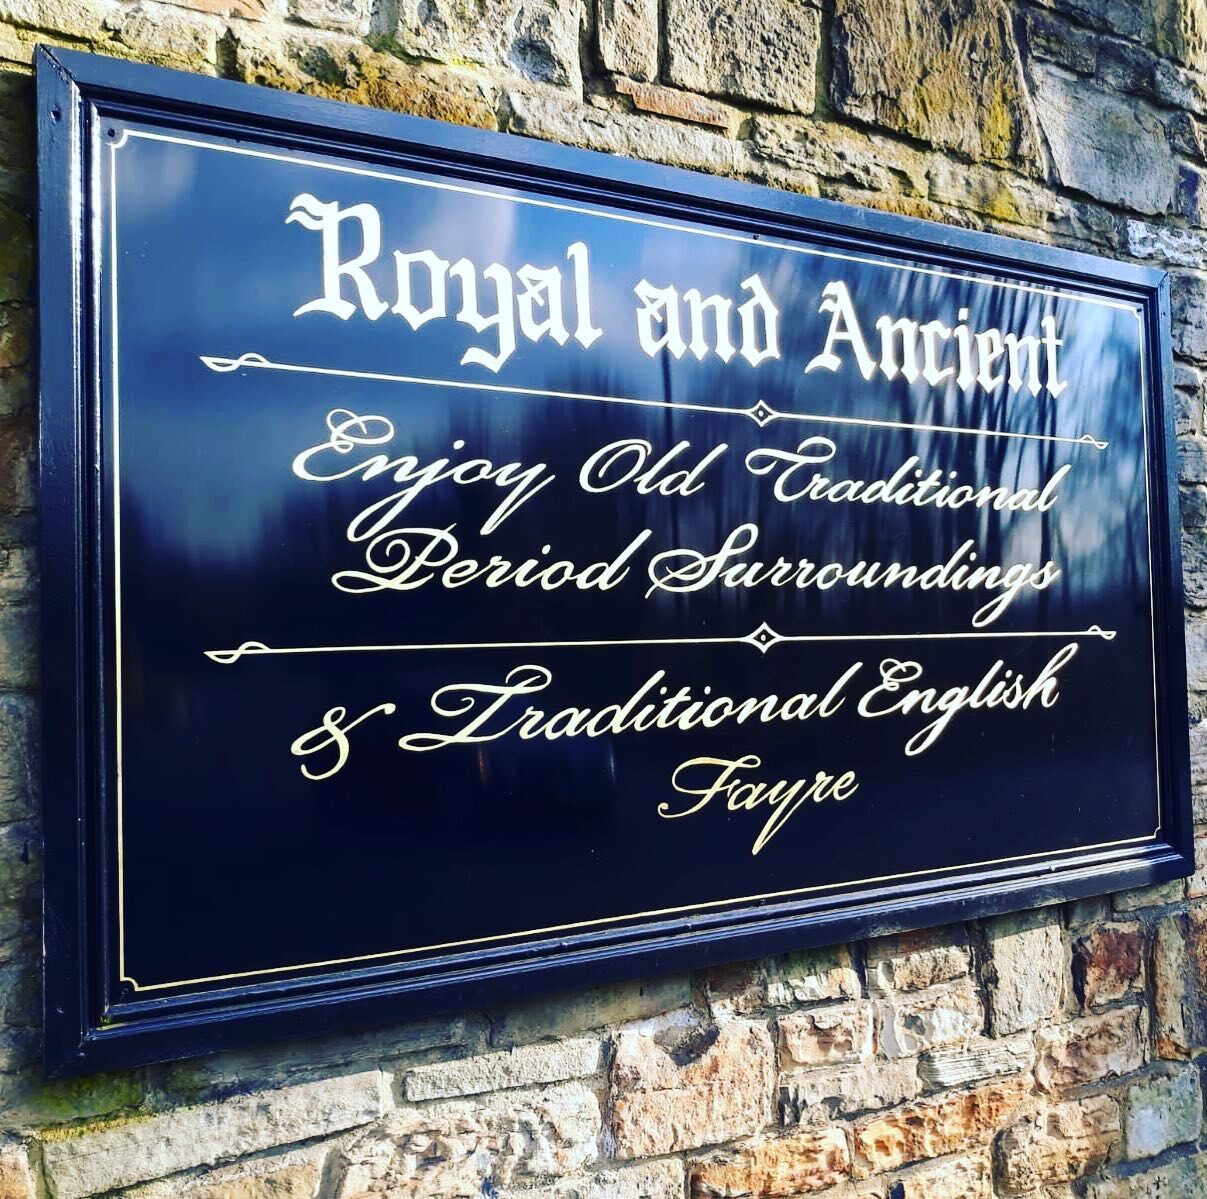 Royal and Ancient
Enjoy Old Traditional
Period Surroundings
& Traditional English
Fayre